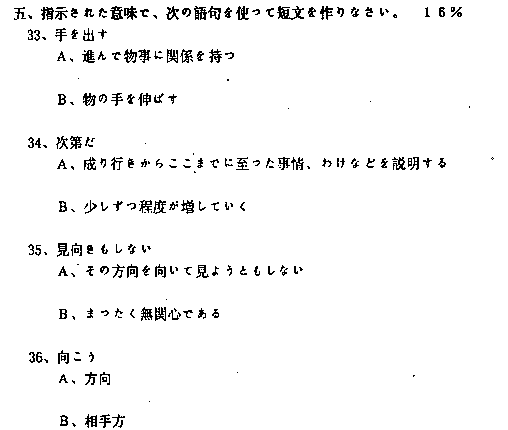 五、指示された意味で、次の語句を使って短文を作りなさい。　１６％
33、手を出す
A、進んで物事に関係を持つ
B、物の手を伸ばす
34、次第だ
A、成り行きからここまでに至った事情、わけなどを説明する
B、少しずつ程度が増していく
35、見向きもしない
A、その方向を向いて見ようともしない
B、まったく無関心である
36、向こう
A、方向
B、相手方